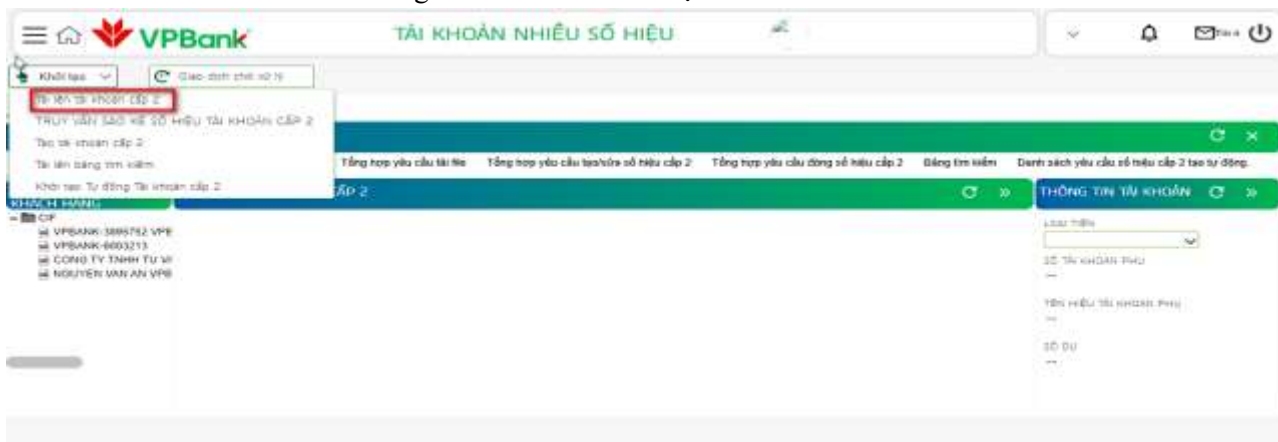 VPBank
TÀI KHOẢN NHIỀU SỐ HIỆU
Khởi tạo
Giao dịch chờ xử lý
Tải lên tài khoản cấp 2
TRUY VẤN SAO KÊ SỐ HIỆU TÀI KHOẢN CẤP 2
Tạo tài khoản cấp 2
Tải lên bảng tìm kiếm
Khởi tạo Tự động Tài khoản cấp 2
Tổng hợp yêu cầu tải file
Tổng hợp yêu cầu tạo/sửa số hiệu cấp 2
Tổng hợp yêu cầu đóng số hiệu cấp 2
Bảng tìm kiếm
Danh sách yêu cầu số hiệu cấp 2 tạo tự động.
KHÁCH HÀNG
CẤP 2
THÔNG TIN TÀI KHOẢN
CIF
VPBANK-3895752 VPB
VPBANK-6003213
CONG TY TNHH TU VI
NGUYEN VAN AN VPB
LOẠI TIỀN
SỐ TÀI KHOẢN PHỤ
---
TÊN HIỆU TÀI KHOẢN PHỤ
---
SỐ DƯ
---